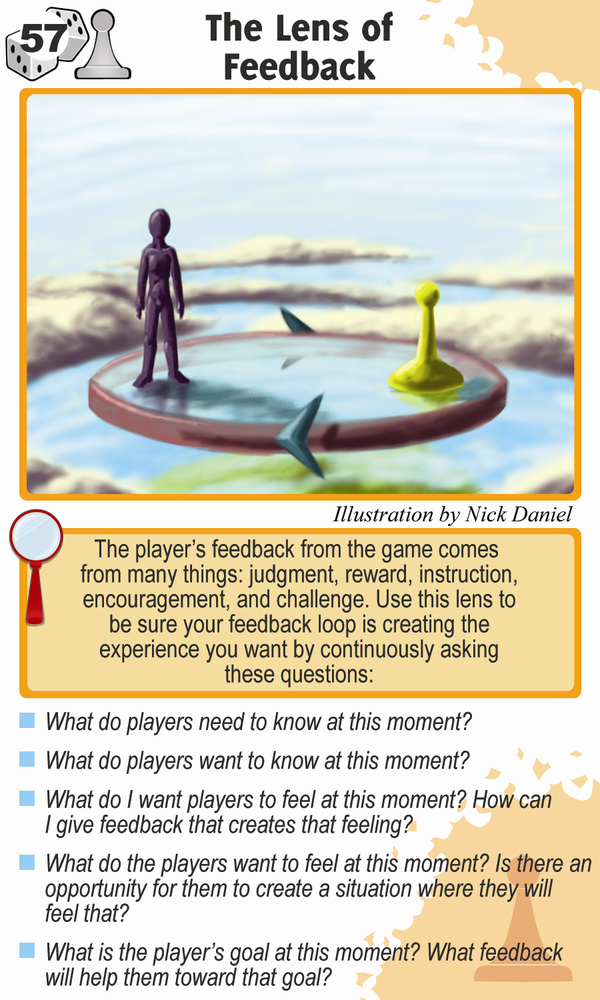 57
The Lens of
Feedback
Illustration by Nick Daniel
The player's feedback from the game comes
from many things: judgment, reward, instruction,
encouragement, and challenge. Use this lens to
be sure your feedback loop is creating the
experience you want by continuously asking
these questions:
What do players need to know at this moment?
What do players want to know at this moment?
What do I want players to feel at this moment? How can
I give feedback that creates that feeling?
What do the players want to feel at this moment? Is there an
opportunity for them to create a situation where they will
feel that?
What is the player's goal at this moment? What feedback
will help them toward that goal?